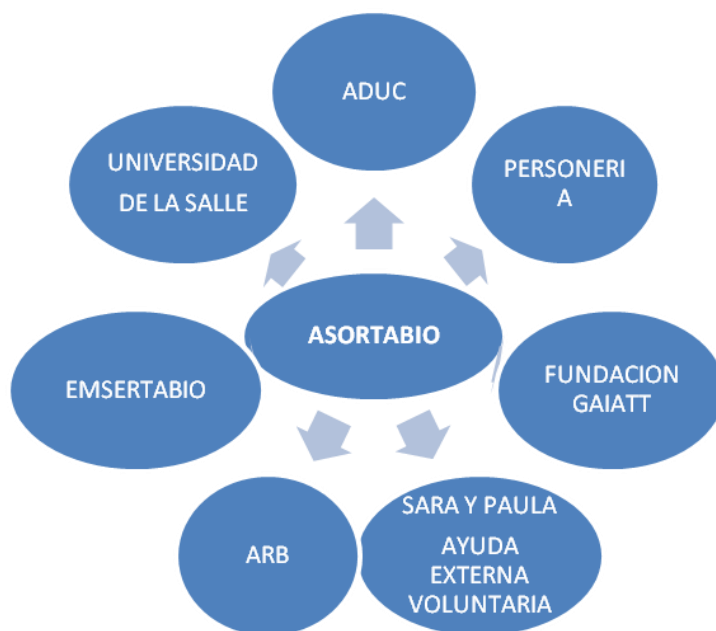 ADUC
UNIVERSIDAD
DE LA SALLE
PERSONERI
A
ASORTABIO
EMSERTABIO
FUNDACION
GAIATT
ARB
SARA Y PAULA
AYUDA
EXTERNA
VOLUNTARIA